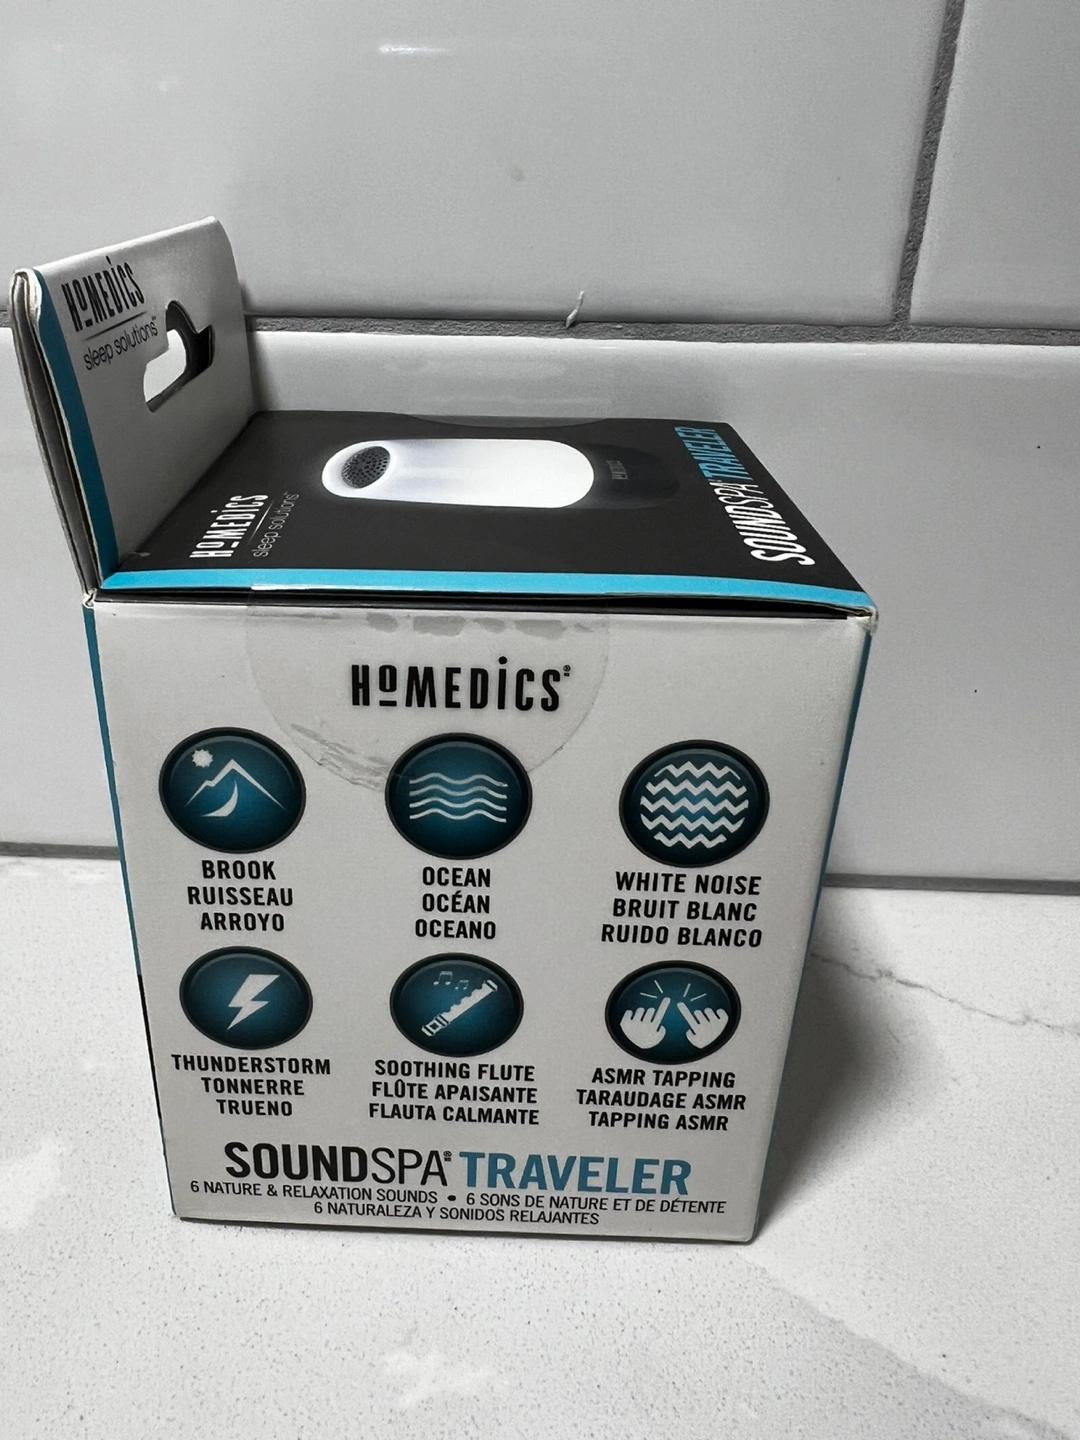 HoMEDiCS
sleep solutions™
HoMEDiCS
sleep solutions™
SOUNDSPA® TRAVELER
HoMEDiCS®
BROOK
RUISSEAU
ARROYO
OCEAN
OCÉAN
OCEANO
WHITE NOISE
BRUIT BLANC
RUIDO BLANCO
THUNDERSTORM
TONNERRE
TRUENO
SOOTHING FLUTE
FLÛTE APAISANTE
FLAUTA CALMANTE
ASMR TAPPING
TARAUDAGE ASMR
TAPPING ASMR
SOUNDSPA® TRAVELER
6 NATURE & RELAXATION SOUNDS • 6 SONS DE NATURE ET DE DÉTENTE
6 NATURALEZA Y SONIDOS RELAJANTES